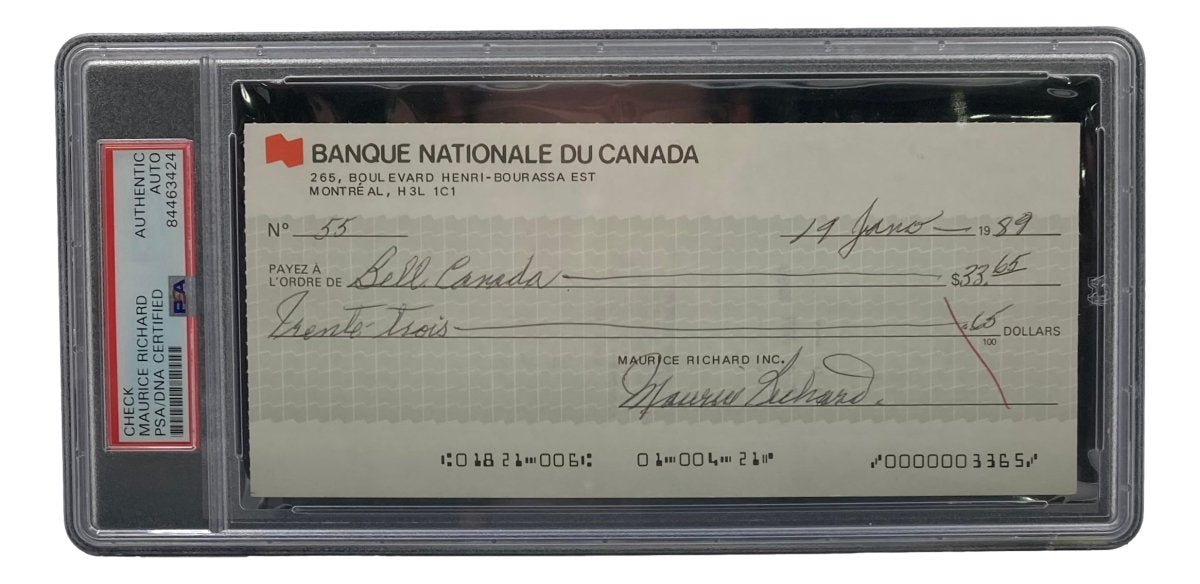 CHECK
MAURICE RICHARD
PSA/DNA CERTIFIED
AUTHENTIC
AUTO
84463424
PSA
BANQUE NATIONALE DU CANADA
265, BOULEVARD HENRI-BOURASSA EST
MONTRÉAL, H3L 1C1
Nº 55
19 Janv 1989
PAYEZ À
L'ORDRE DE Bell Canada $33.65
Trente-trois 65/100 DOLLARS
MAURICE RICHARD INC.
Maurice Richard.
⑆01821⑉006⑆ 01⑉004⑉21⑈ ⑇0000003365⑇